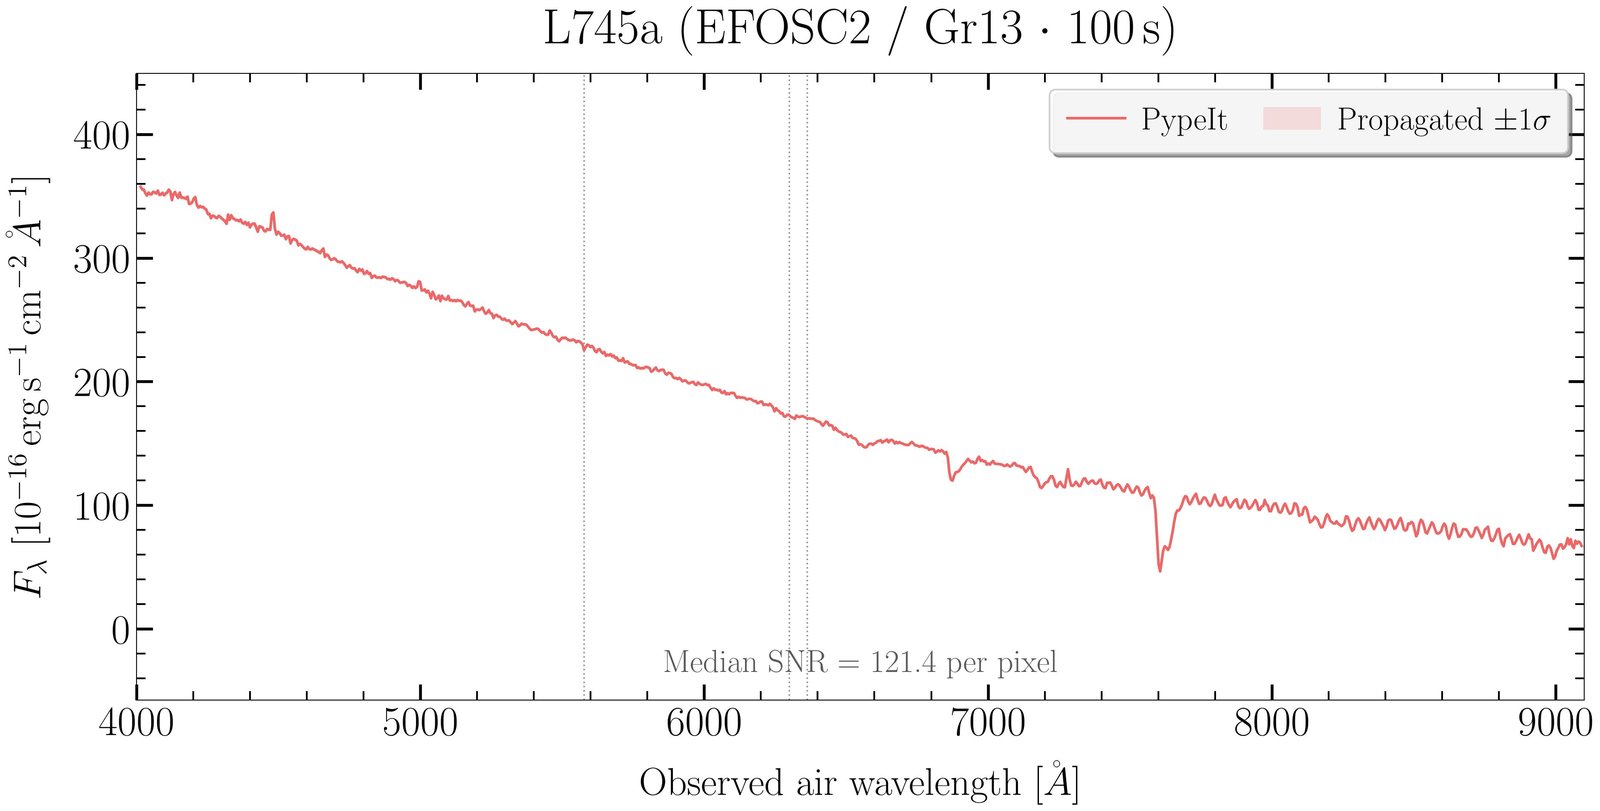 L745a (EFOSC2 / Gr13 · 100 s)
PypeIt
Propagated ±1σ
400
300
200
100
0
F_λ [10⁻¹⁶ erg s⁻¹ cm⁻² Å⁻¹]
Median SNR = 121.4 per pixel
4000 5000 6000 7000 8000 9000
Observed air wavelength [Å]